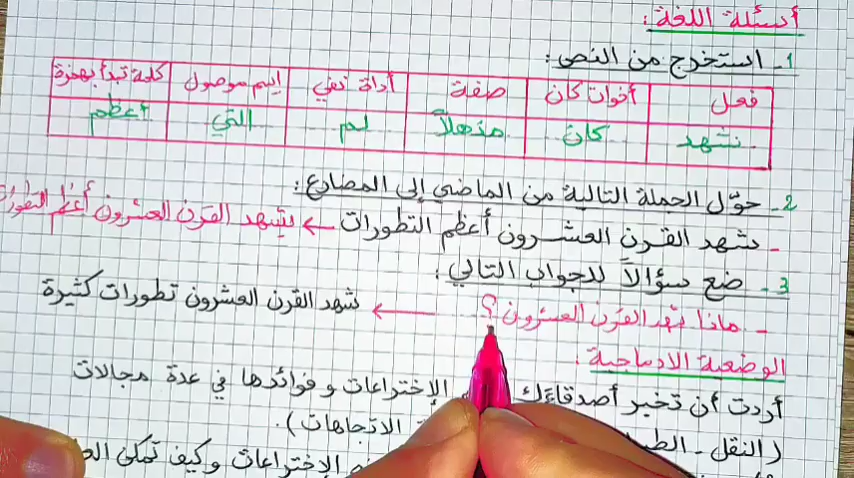 أسئلة اللغة:
1- استخرج من النص:
فعل أخوات كان صفة أداة نفي إسم موصول كلمة تبدأ بهمزة
شهد كان مذهلاً لم التي أعظم
2- حوّل الجملة التالية من الماضي إلى المضارع:
- شهد القرن العشرون أعظم التطورات ← يشهد القرن العشرون أعظم التطورات
3- ضع سؤالاً للجواب التالي:
- ماذا شهد القرن العشرون؟ ← شهد القرن العشرون تطورات كثيرة
الوضعية الادماجية:
أردت أن تخبر أصدقاءك الإختراعات و فوائدها في عدة مجالات
(النقل - الاتجاهات).
الإختراعات وكيف تمكن